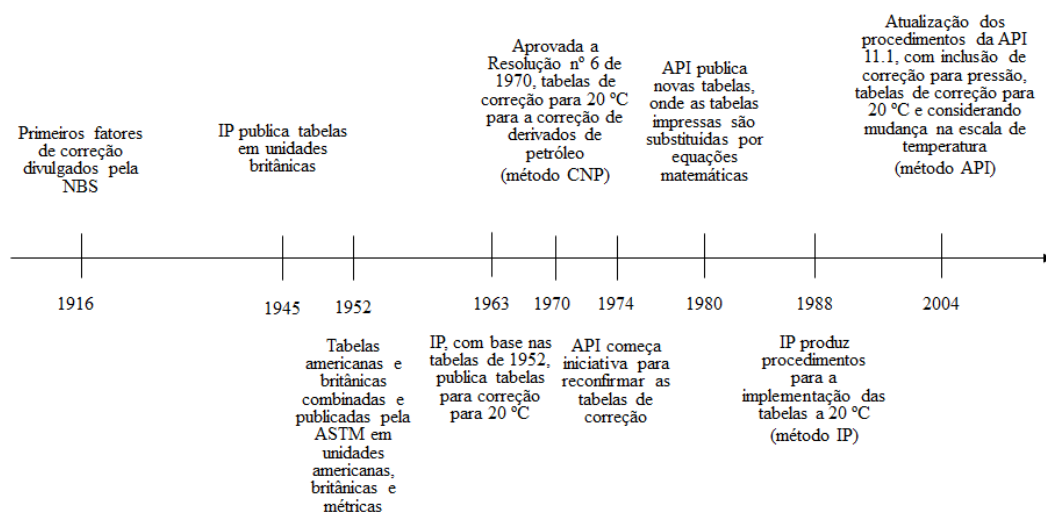 Primeiros fatores
de correção
divulgados pela
NBS
IP publica tabelas
em unidades
britânicas
Aprovada a
Resolução nº 6 de
1970, tabelas de
correção para 20 ºC
para a correção de
derivados de
petróleo
(método CNP)
API publica
novas tabelas,
onde as tabelas
impressas são
substituídas por
equações
matemáticas
Atualização dos
procedimentos da API
11.1, com inclusão de
correção para pressão,
tabelas de correção para
20 ºC e considerando
mudança na escala de
temperatura
(método API)
1916
1945
1952
1963
1970
1974
1980
1988
2004
Tabelas
americanas e
britânicas
combinadas e
publicadas pela
ASTM em
unidades
americanas,
britânicas e
métricas
IP, com base nas
tabelas de 1952,
publica tabelas
para correção
para 20 ºC
API começa
iniciativa para
reconfirmar as
tabelas de
correção
IP produz
procedimentos
para a
implementação das
tabelas a 20 ºC
(método IP)